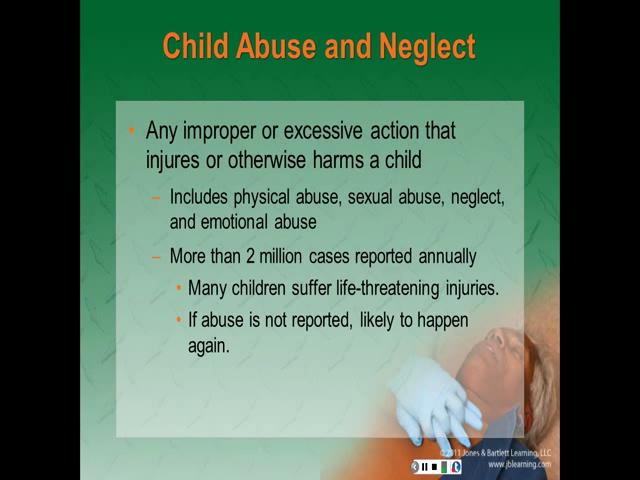 Child Abuse and Neglect
• Any improper or excessive action that
injures or otherwise harms a child
– Includes physical abuse, sexual abuse, neglect,
and emotional abuse
– More than 2 million cases reported annually
• Many children suffer life-threatening injuries.
• If abuse is not reported, likely to happen
again.
© 2011 Jones & Bartlett Learning, LLC
www.jblearning.com